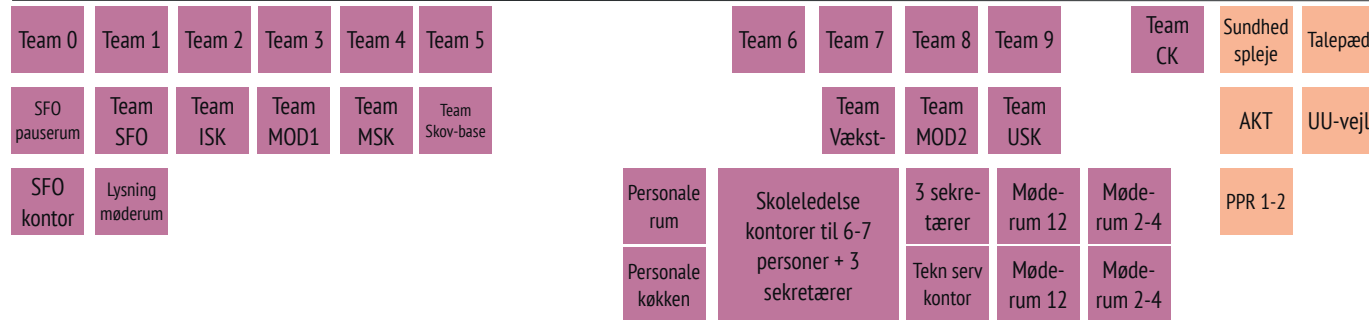 Team 0
Team 1
Team 2
Team 3
Team 4
Team 5
Team 6
Team 7
Team 8
Team 9
Team
CK
Sundhed
spleje
Talepæd
SFO
pauserum
Team
SFO
Team
ISK
Team
MOD1
Team
MSK
Team
Skov-base
Team
Vækst-
Team
MOD2
Team
USK
AKT
UU-vejl
SFO
kontor
Lysning
møderum
Personale
rum
Skoleledelse
kontorer til 6-7
personer + 3
sekretærer
3 sekre-
tærer
Møde-
rum 12
Møde-
rum 2-4
PPR 1-2
Personale
køkken
Tekn serv
kontor
Møde-
rum 12
Møde-
rum 2-4